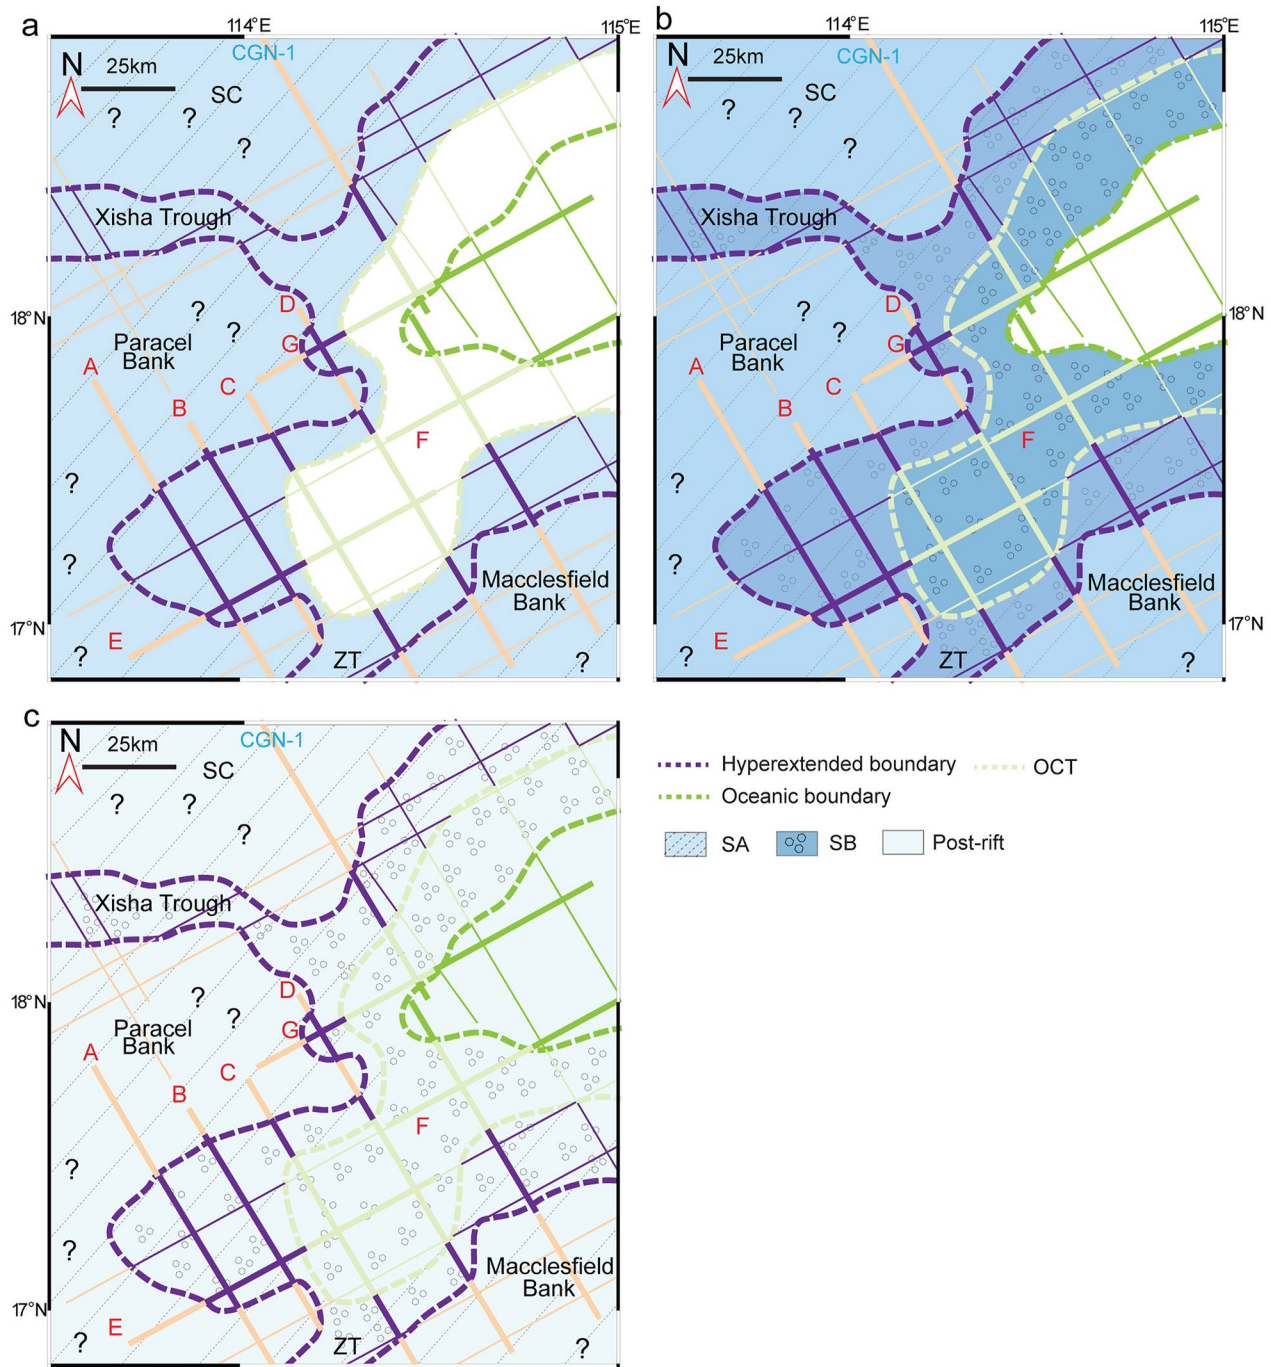 a
114°E
115°E
N
25km
CGN-1
SC
?
?
?
Xisha Trough
18°N
?
?
D
G
Paracel
Bank
A
B
C
F
?
?
Macclesfield
Bank
17°N
E
?
ZT
?
b
114°E
115°E
N
25km
CGN-1
SC
?
?
?
Xisha Trough
18°N
?
?
D
G
Paracel
Bank
A
B
C
F
?
?
Macclesfield
Bank
17°N
E
?
ZT
?
c
N
25km
CGN-1
SC
?
?
?
Xisha Trough
18°N
?
?
D
G
Paracel
Bank
A
B
C
F
?
?
Macclesfield
Bank
17°N
E
?
ZT
?
Hyperextended boundary
OCT
Oceanic boundary
SA
SB
Post-rift